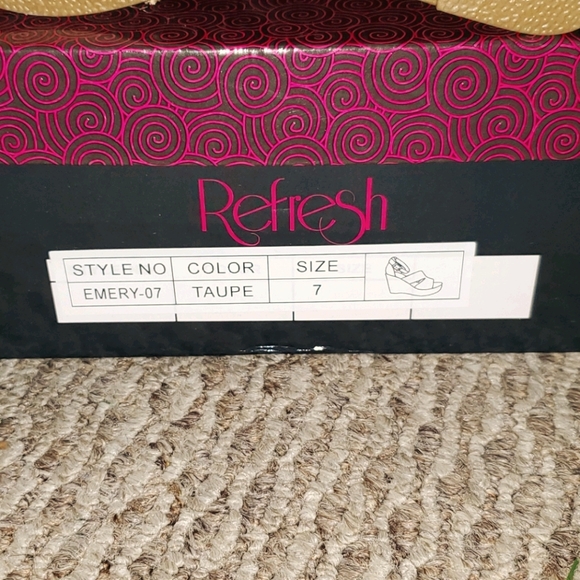 Refresh
STYLE NO COLOR SIZE
EMERY-07 TAUPE 7